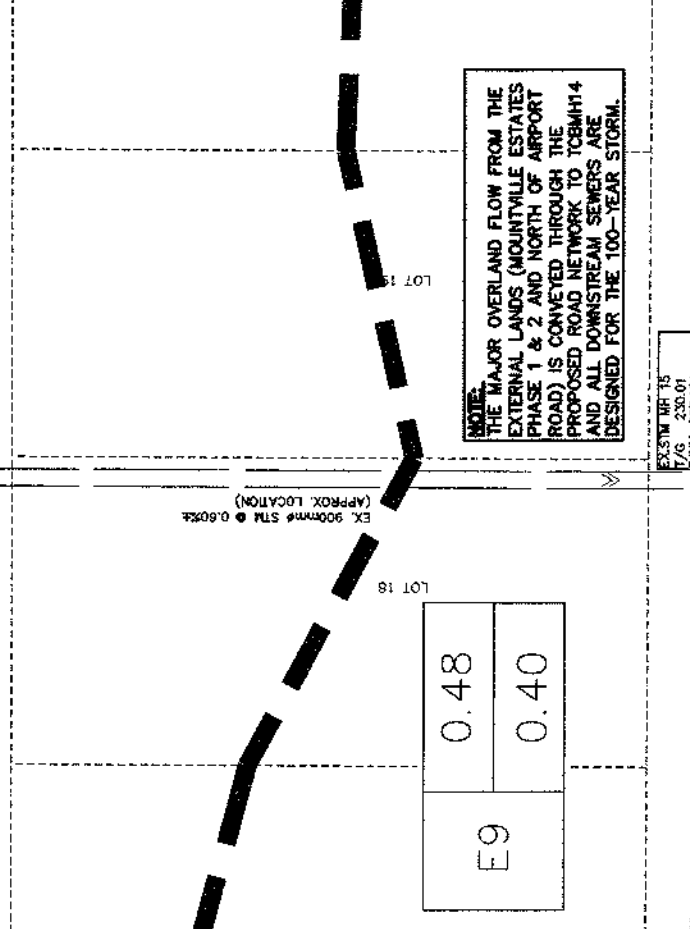 NOTE:
THE MAJOR OVERLAND FLOW FROM THE
EXTERNAL LANDS (MOUNTVILLE ESTATES
PHASE 1 & 2 AND NORTH OF AIRPORT
ROAD) IS CONVEYED THROUGH THE
PROPOSED ROAD NETWORK TO TCBMH14
AND ALL DOWNSTREAM SEWERS ARE
DESIGNED FOR THE 100-YEAR STORM.
LOT 19
EX. 900mmø STM @ 0.60%±
(APPROX. LOCATION)
LOT 18
E9
0.48
0.40
EX.STM MH 15
T/G 230.01